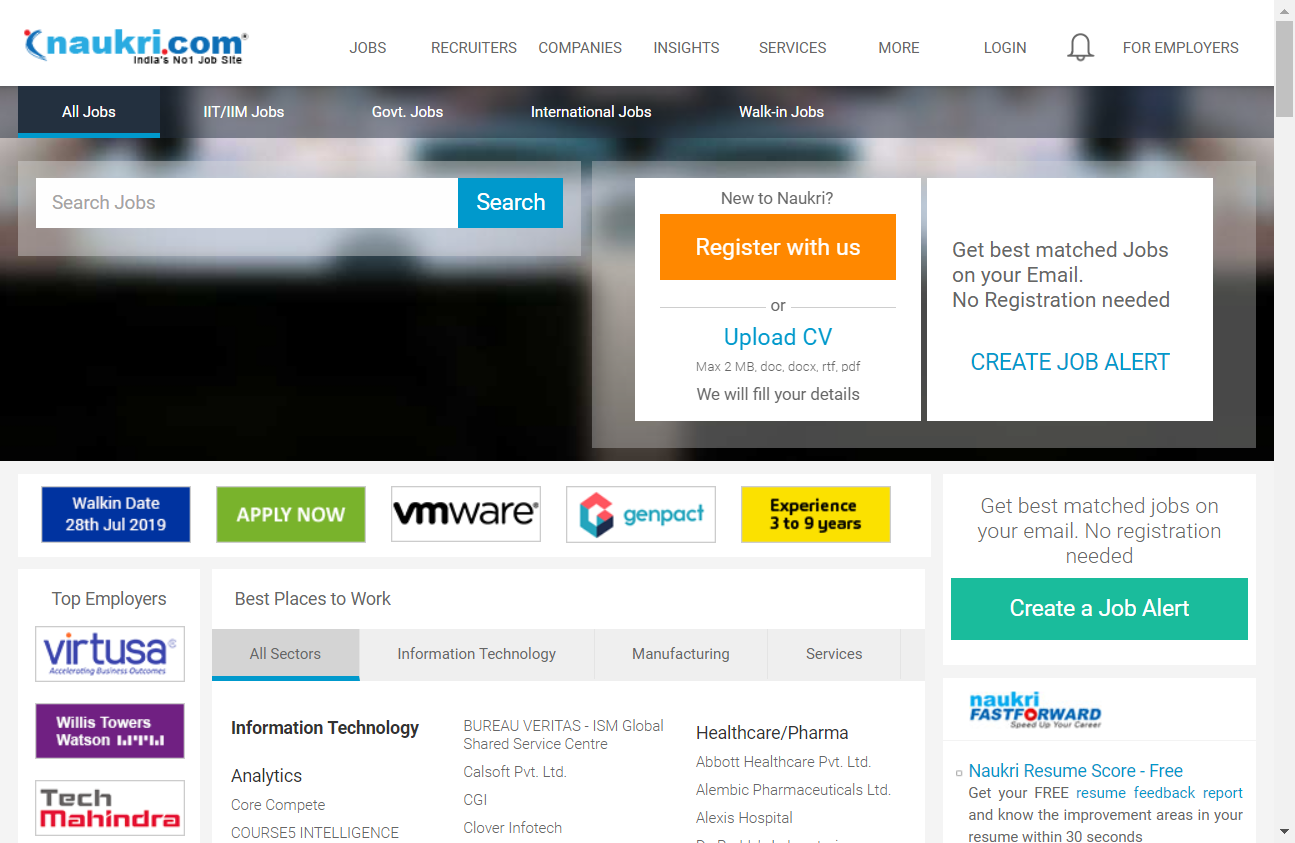 naukri.com
India's No1 Job Site
JOBS
RECRUITERS
COMPANIES
INSIGHTS
SERVICES
MORE
LOGIN
FOR EMPLOYERS
All Jobs
IIT/IIM Jobs
Govt. Jobs
International Jobs
Walk-in Jobs
Search Jobs
Search
New to Naukri?
Register with us
or
Upload CV
Max 2 MB, doc, docx, rtf, pdf
We will fill your details
Get best matched Jobs
on your Email.
No Registration needed
CREATE JOB ALERT
Walkin Date
28th Jul 2019
APPLY NOW
vmware®
genpact
Experience
3 to 9 years
Get best matched jobs on
your email. No registration
needed
Create a Job Alert
Top Employers
virtusa®
Accelerating Business Outcomes
Willis Towers
Watson
Tech
Mahindra
Best Places to Work
All Sectors
Information Technology
Manufacturing
Services
Information Technology
Analytics
Core Compete
COURSE5 INTELLIGENCE
BUREAU VERITAS - ISM Global
Shared Service Centre
Calsoft Pvt. Ltd.
CGI
Clover Infotech
Healthcare/Pharma
Abbott Healthcare Pvt. Ltd.
Alembic Pharmaceuticals Ltd.
Alexis Hospital
naukri
FASTFORWARD
Speed Up Your Career
Naukri Resume Score - Free
Get your FREE resume feedback report
and know the improvement areas in your
resume within 30 seconds